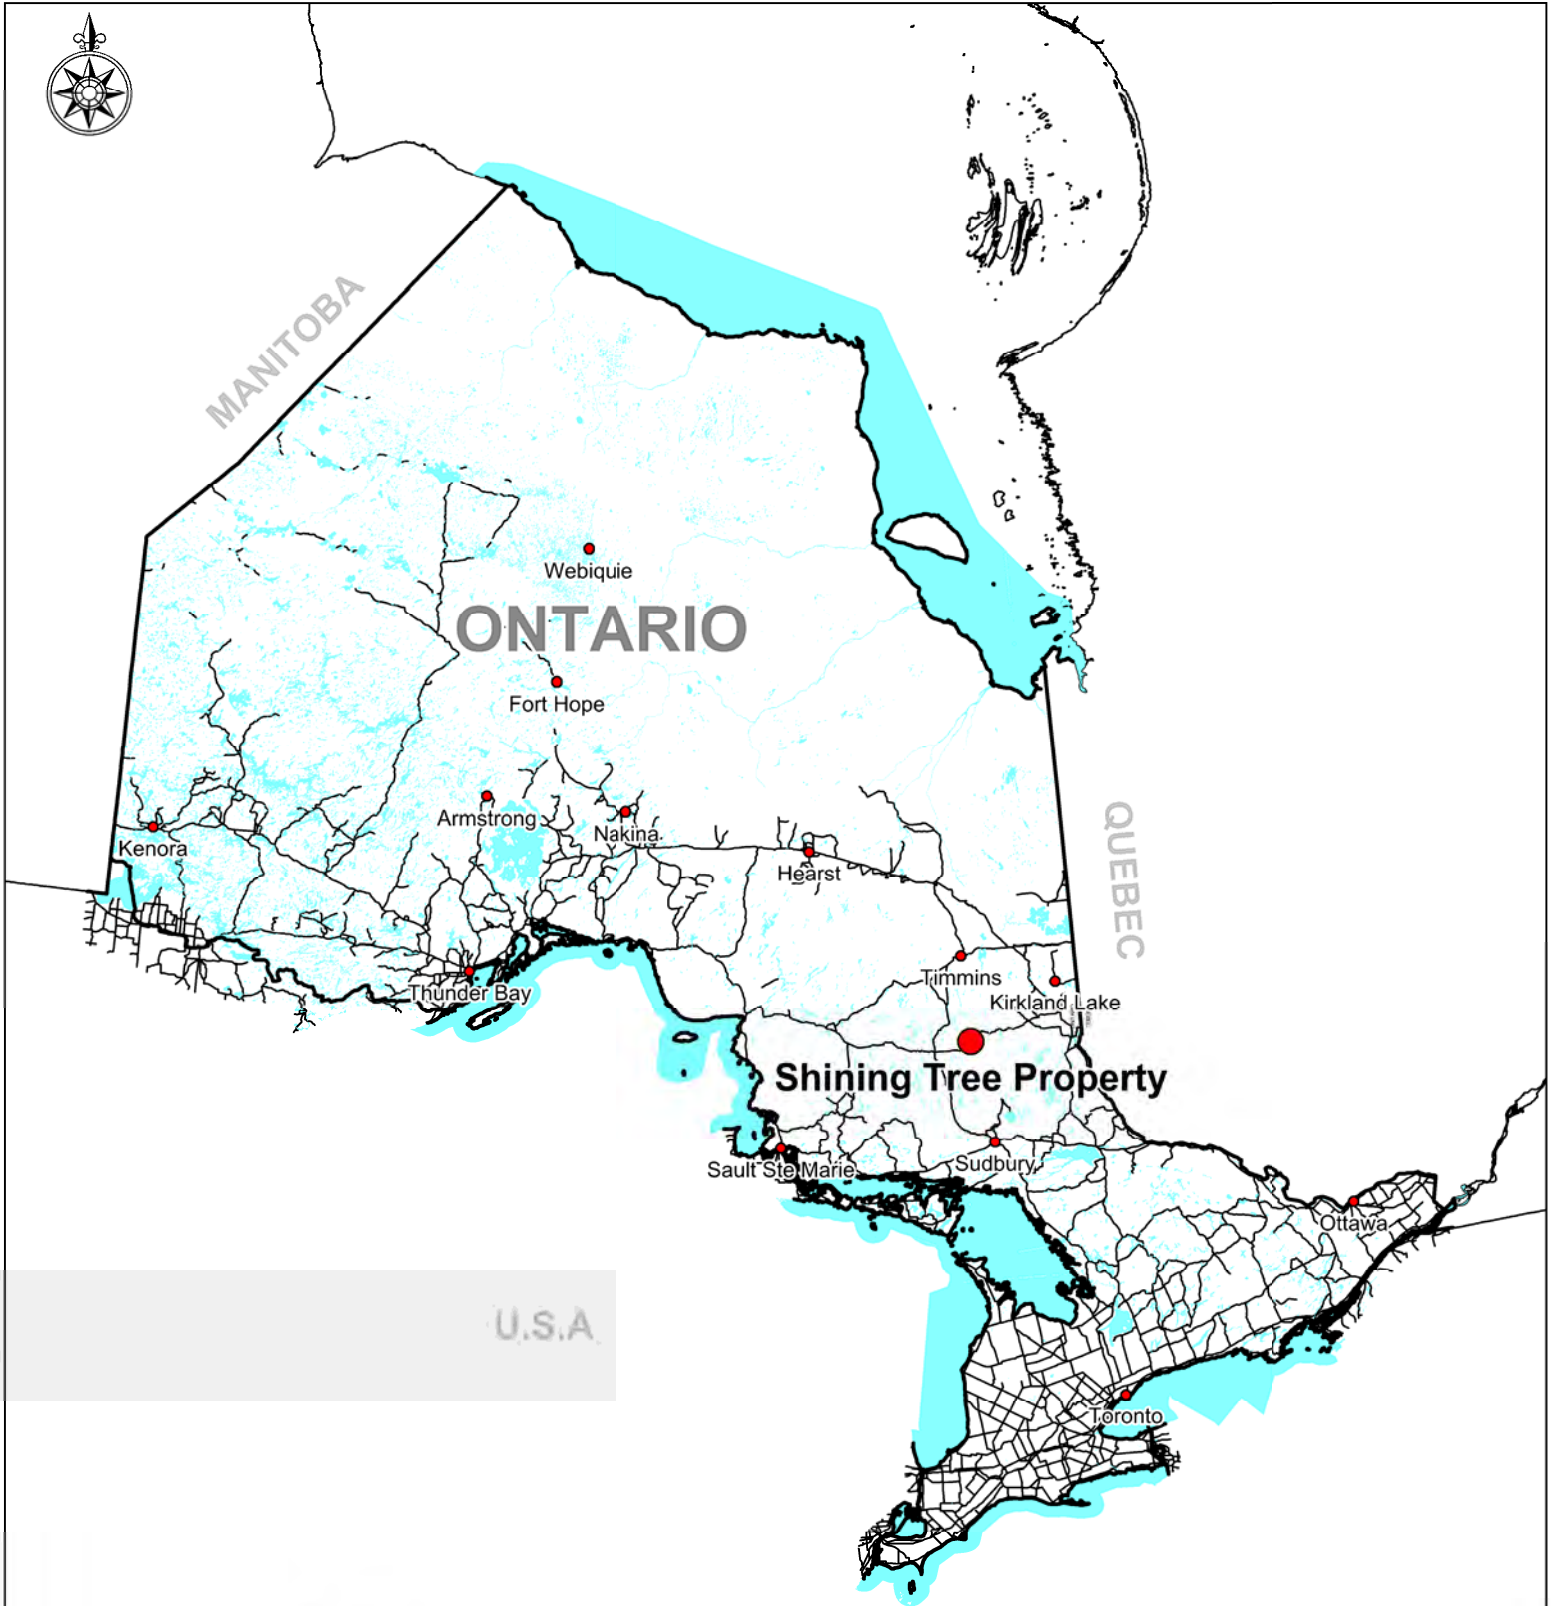 MANITOBA
Webiquie
ONTARIO
Fort Hope
Armstrong
Nakina
Kenora
Hearst
QUEBEC
Timmins
Thunder Bay
Kirkland Lake
Shining Tree Property
Sault Ste Marie
Sudbury
Ottawa
U.S.A
Toronto